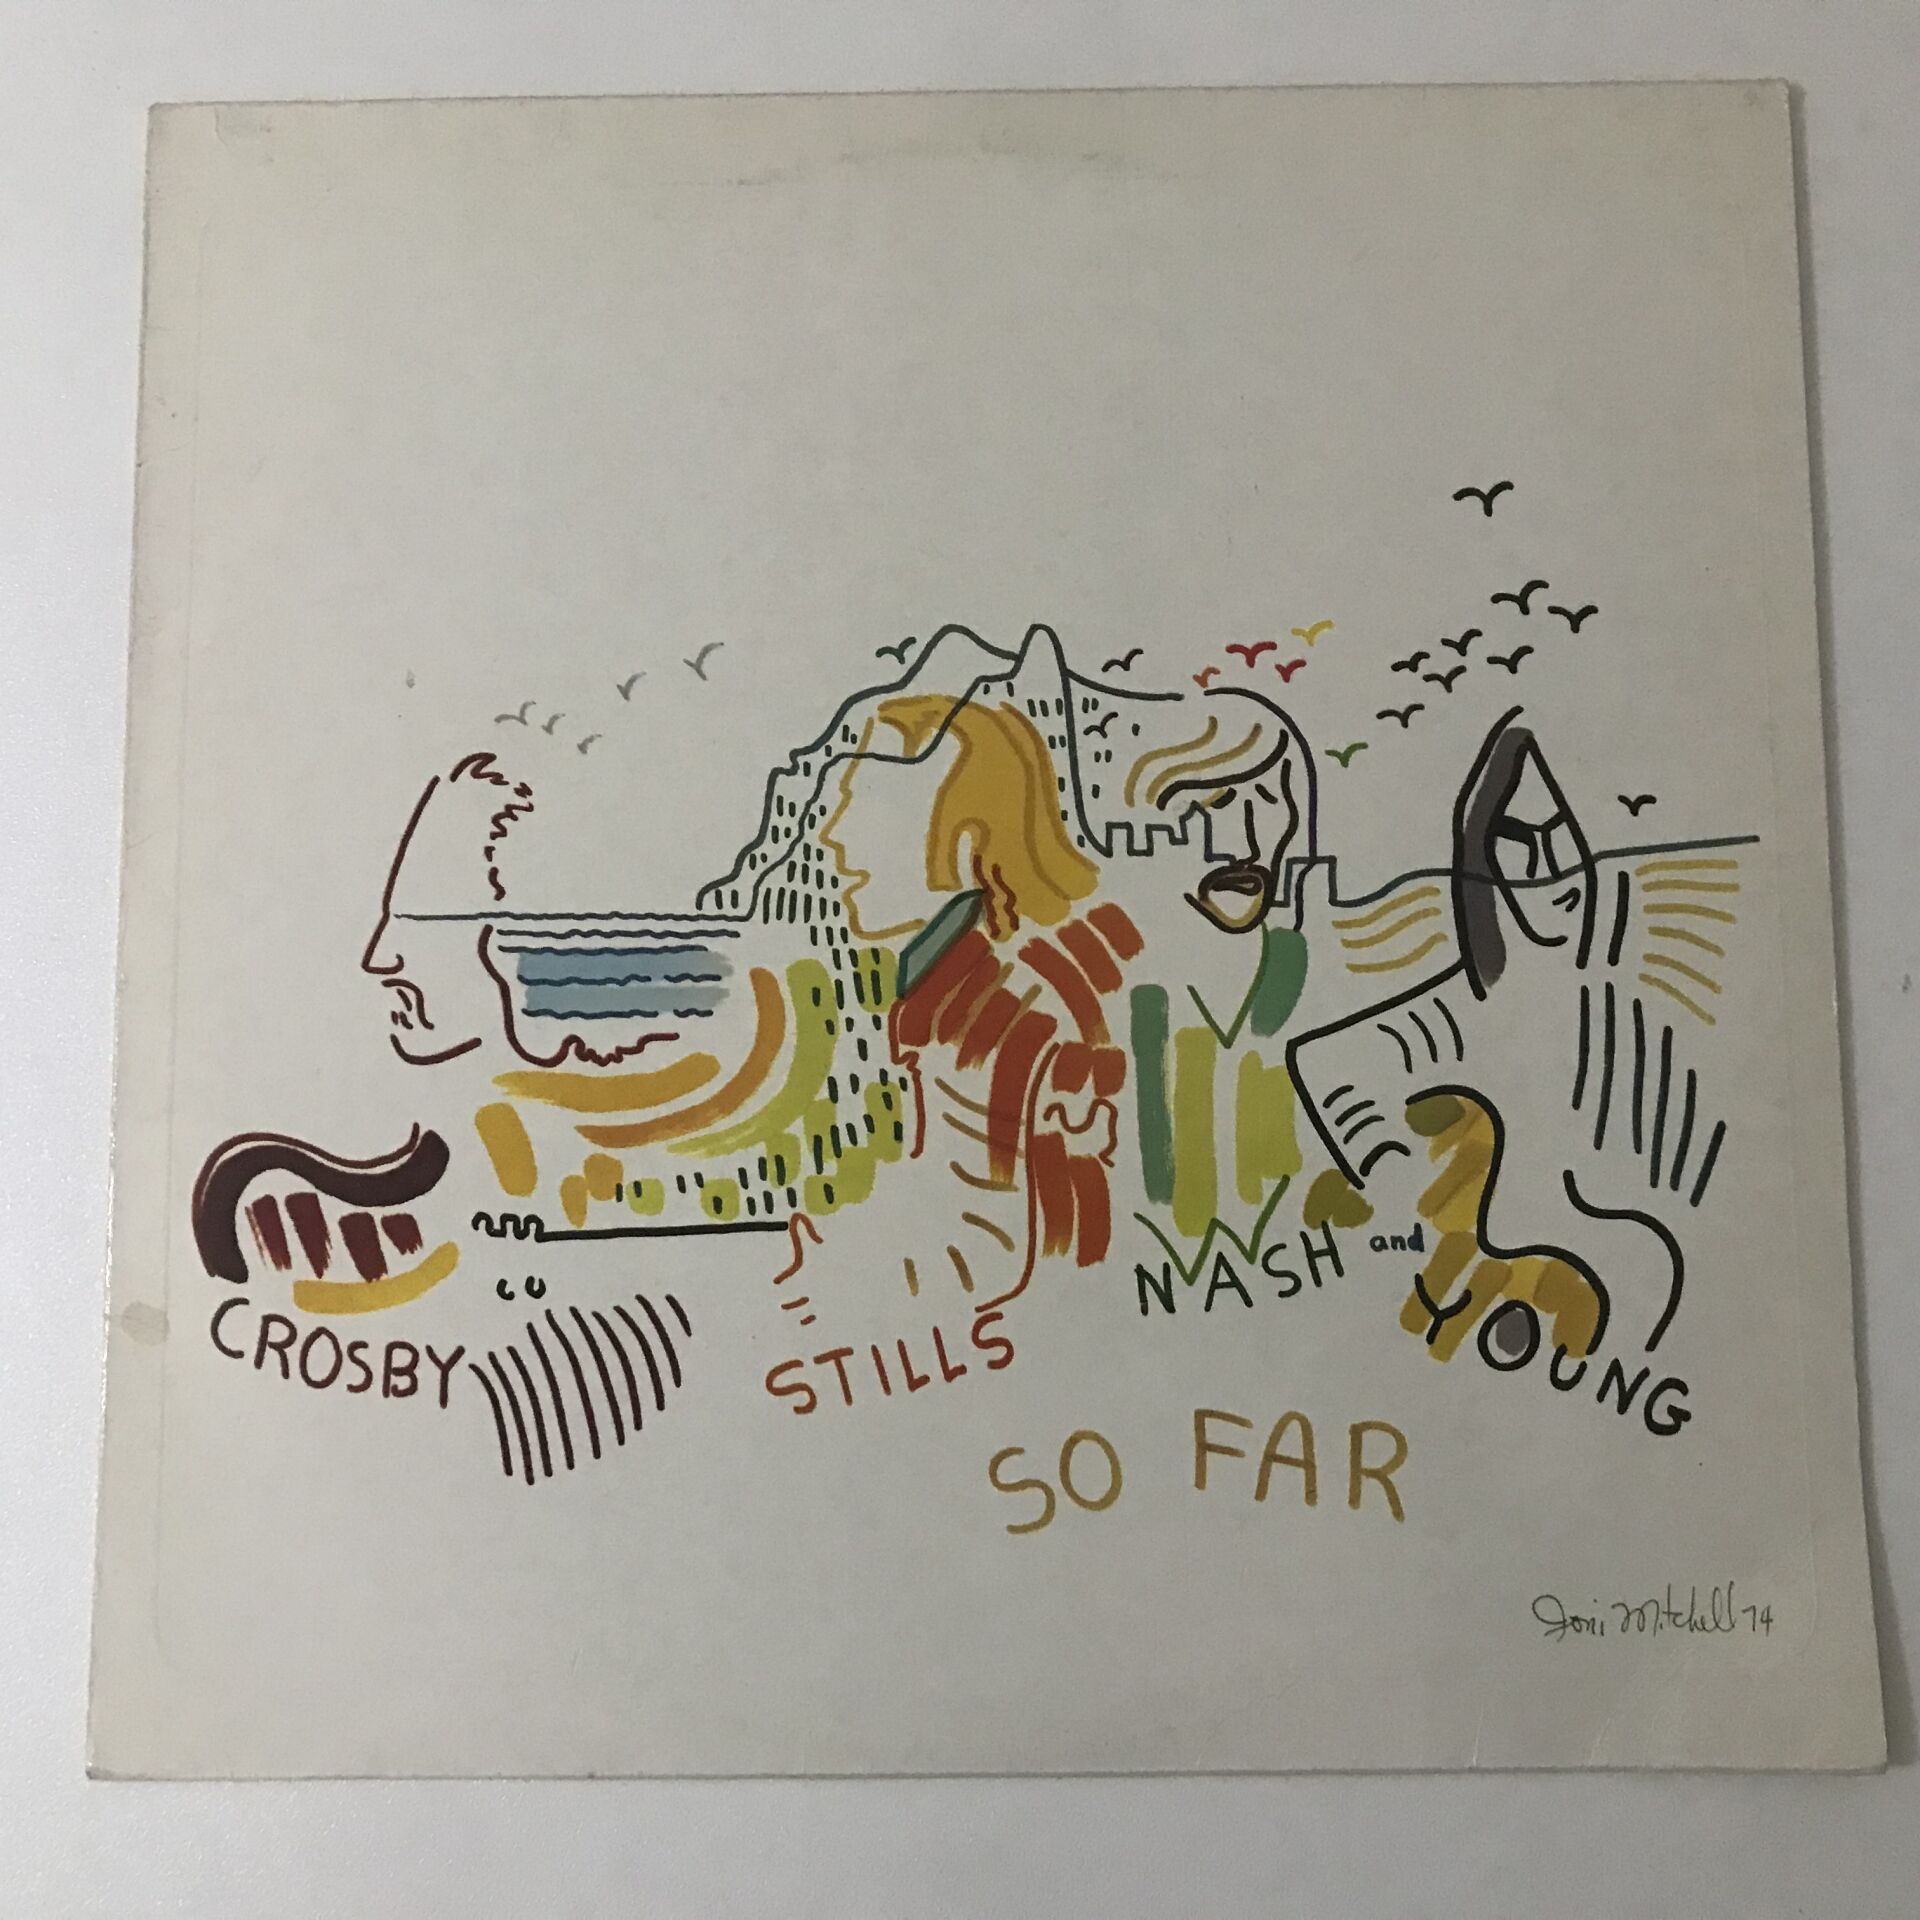 CROSBY
STILLS
NASH and
YOUNG
SO FAR
Joni Mitchell 74